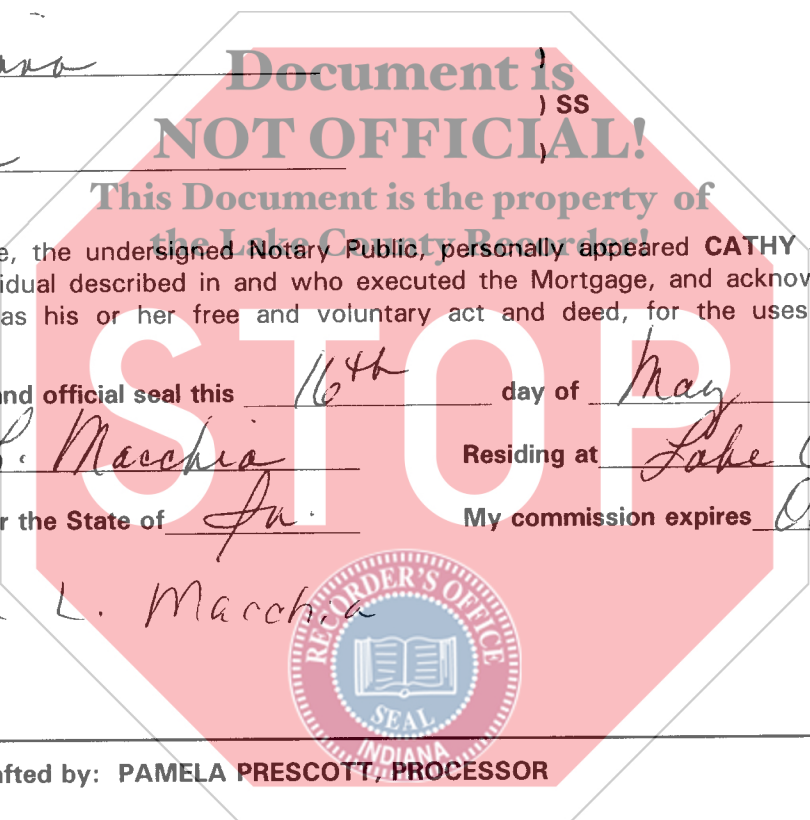 Document is
) SS
NOT OFFICIAL!
)
This Document is the property of
the Lake County Recorder!
e, the undersigned Notary Public, personally appeared CATHY
idual described in and who executed the Mortgage, and acknow
as his or her free and voluntary act and deed, for the uses
STOP
nd official seal this 16th day of May
. Macchia Residing at Lake
r the State of In. My commission expires
L. Macchia
RECORDER'S OFFICE
SEAL
INDIANA
fted by: PAMELA PRESCOTT, PROCESSOR